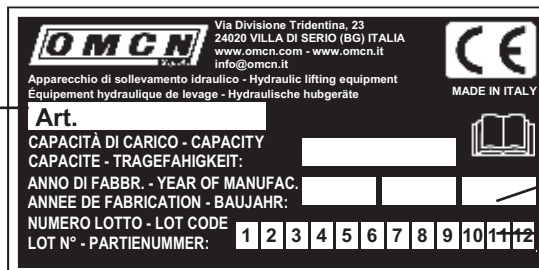 OMCN
Via Divisione Tridentina, 23
24020 VILLA DI SERIO (BG) ITALIA
www.omcn.com - www.omcn.it
info@omcn.it
CE
MADE IN ITALY
Apparecchio di sollevamento idraulico - Hydraulic lifting equipment
Équipement hydraulique de levage - Hydraulische hubgeräte
Art.
CAPACITÀ DI CARICO - CAPACITY
CAPACITE - TRAGEFAHIGKEIT:
ANNO DI FABBR. - YEAR OF MANUFAC.
ANNEE DE FABRICATION - BAUJAHR:
NUMERO LOTTO - LOT CODE
LOT N° - PARTIENUMMER:
1 2 3 4 5 6 7 8 9 10 11 12